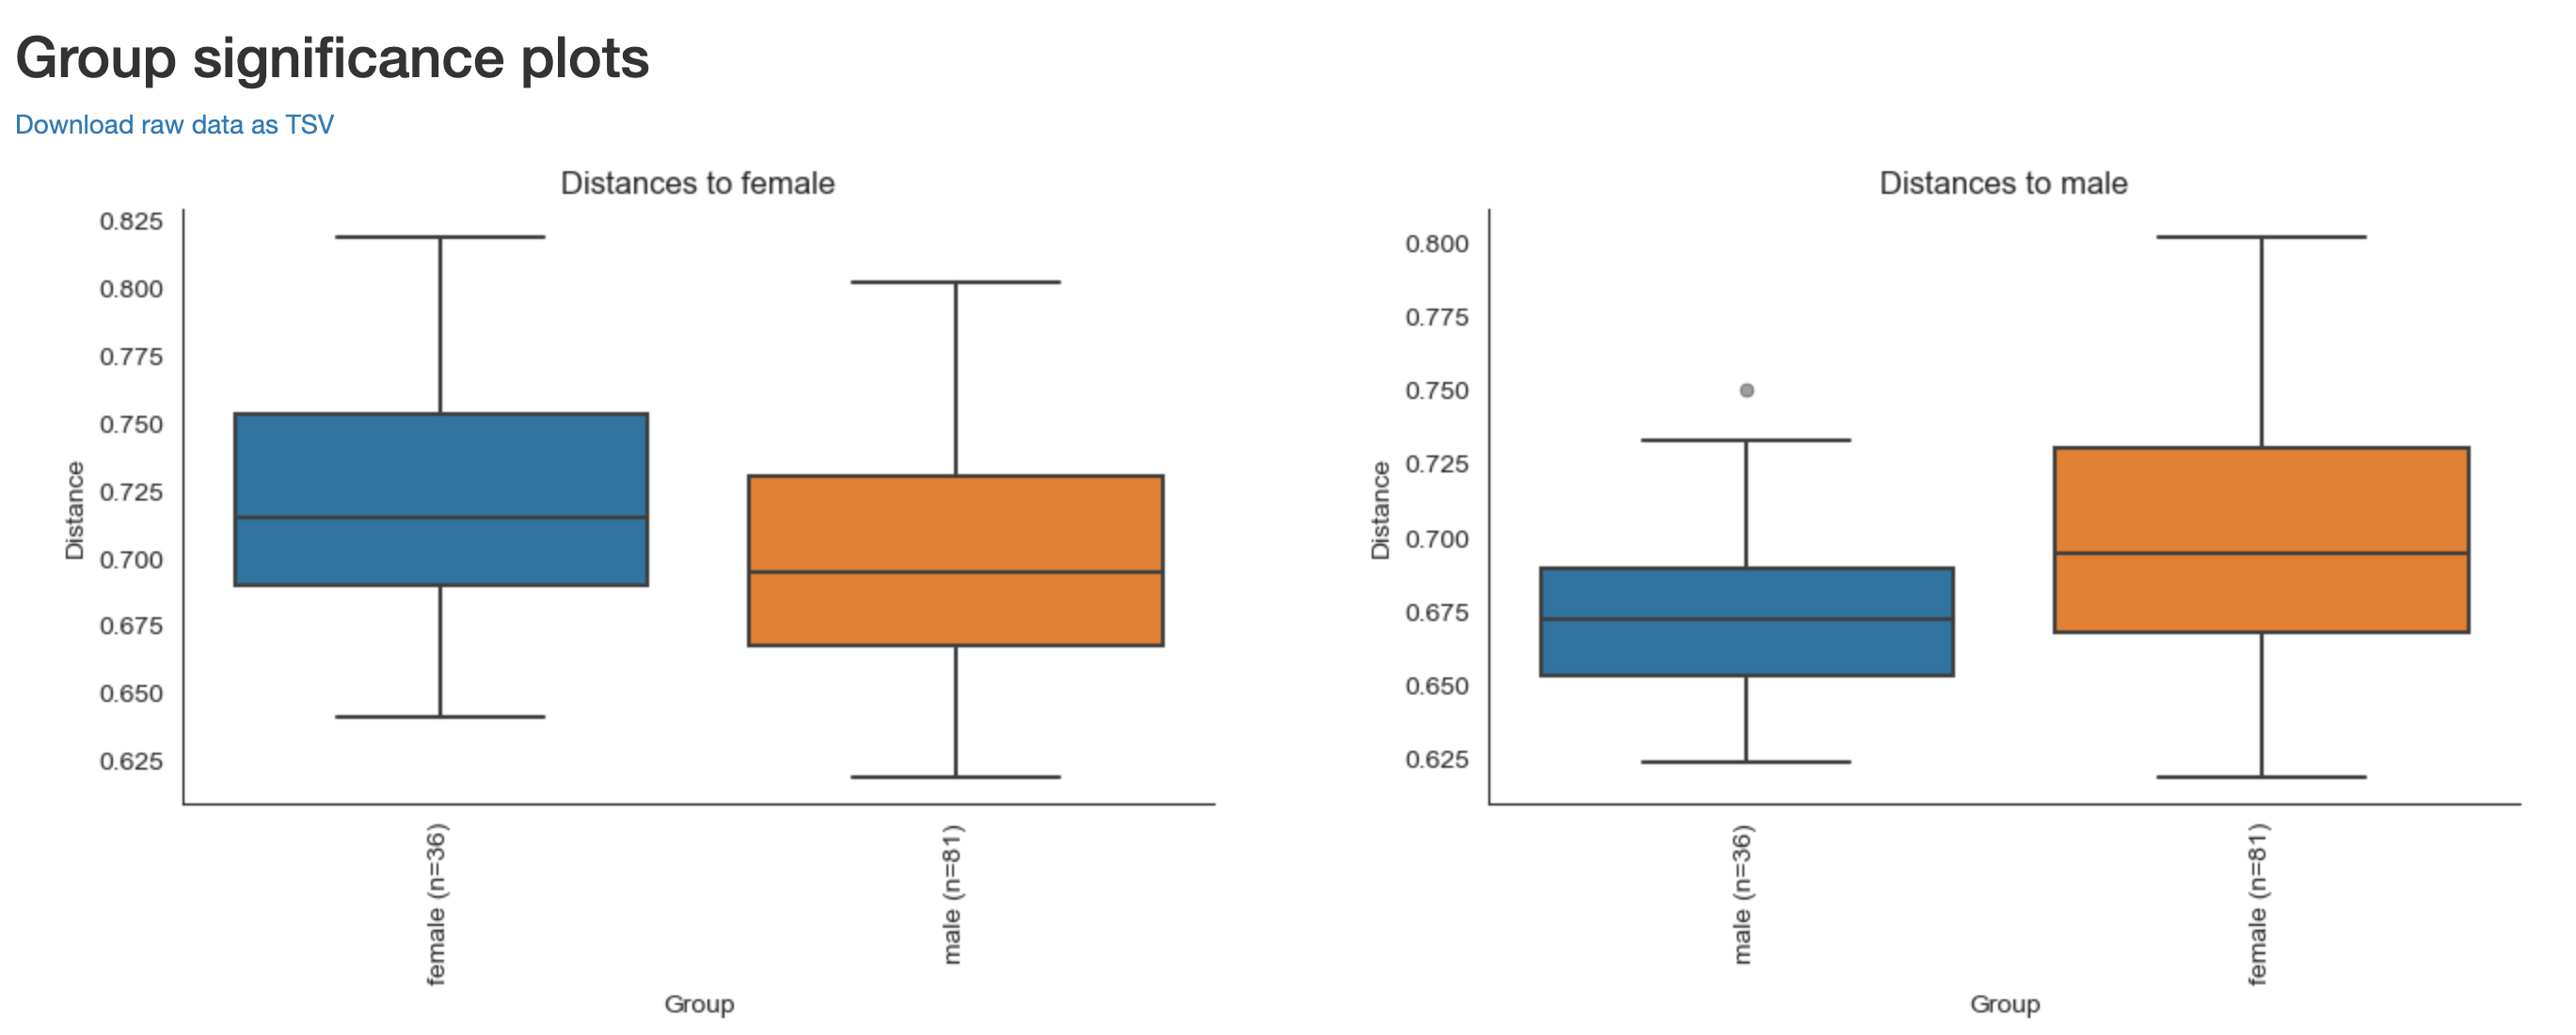 Group significance plots
Download raw data as TSV
Distances to female
0.825
0.800
0.775
0.750
0.725
0.700
0.675
0.650
0.625
Distance
female (n=36)
male (n=81)
Group
Distances to male
0.800
0.775
0.750
0.725
0.700
0.675
0.650
0.625
Distance
male (n=36)
female (n=81)
Group